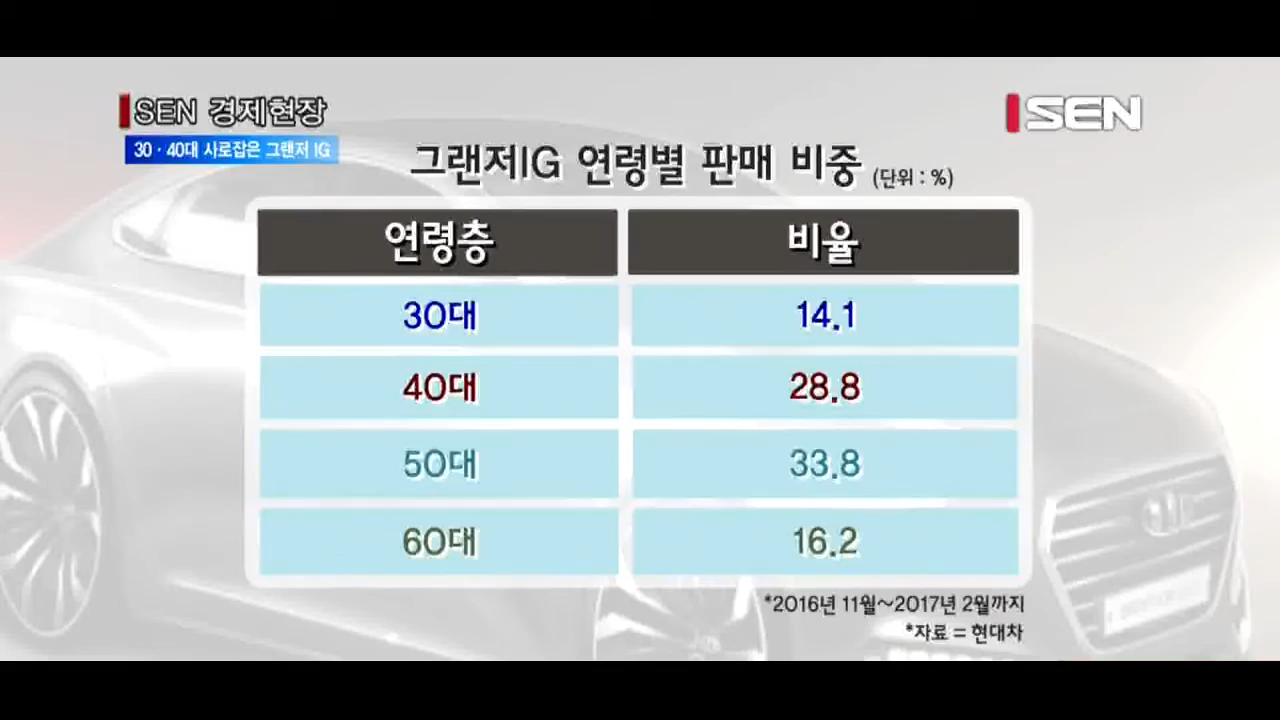 SEN 경제현장
SEN
30·40대 사로잡은 그랜저 IG
그랜저IG 연령별 판매 비중 (단위 : %)
연령층 비율
30대 14.1
40대 28.8
50대 33.8
60대 16.2
*2016년 11월~2017년 2월까지
*자료 = 현대차